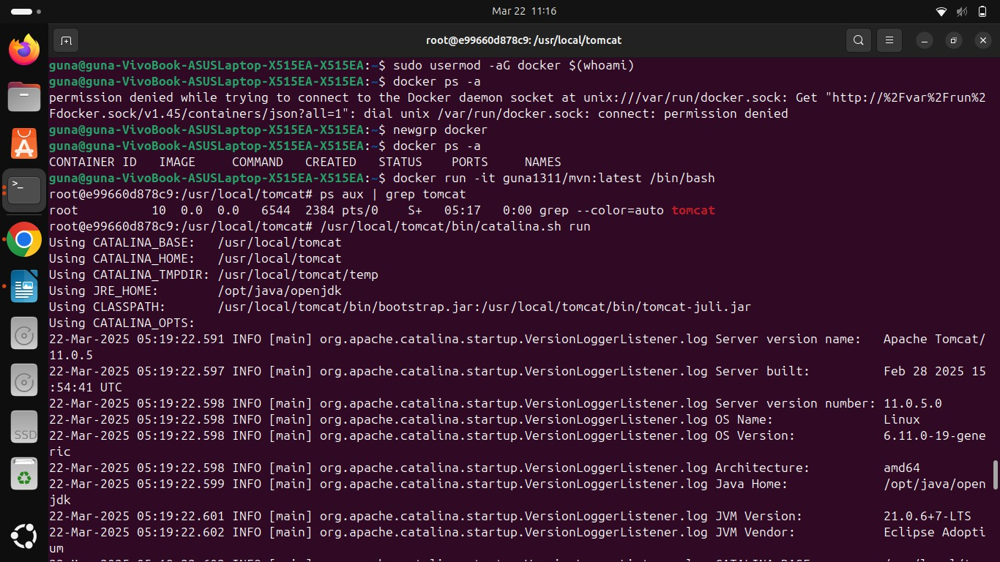 Mar 22 11:16
root@e99660d878c9: /usr/local/tomcat
guna@guna-VivoBook-ASUSLaptop-X515EA-X515EA:~$ sudo usermod -aG docker $(whoami)
guna@guna-VivoBook-ASUSLaptop-X515EA-X515EA:~$ docker ps -a
permission denied while trying to connect to the Docker daemon socket at unix:///var/run/docker.sock: Get "http://%2Fvar%2Frun%2
Fdocker.sock/v1.45/containers/json?all=1": dial unix /var/run/docker.sock: connect: permission denied
guna@guna-VivoBook-ASUSLaptop-X515EA-X515EA:~$ newgrp docker
guna@guna-VivoBook-ASUSLaptop-X515EA-X515EA:~$ docker ps -a
CONTAINER ID   IMAGE     COMMAND   CREATED   STATUS    PORTS     NAMES
guna@guna-VivoBook-ASUSLaptop-X515EA-X515EA:~$ docker run -it guna1311/mvn:latest /bin/bash
root@e99660d878c9:/usr/local/tomcat# ps aux | grep tomcat
root          10  0.0  0.0   6544  2384 pts/0    S+   05:17   0:00 grep --color=auto tomcat
root@e99660d878c9:/usr/local/tomcat# /usr/local/tomcat/bin/catalina.sh run
Using CATALINA_BASE:   /usr/local/tomcat
Using CATALINA_HOME:   /usr/local/tomcat
Using CATALINA_TMPDIR: /usr/local/tomcat/temp
Using JRE_HOME:        /opt/java/openjdk
Using CLASSPATH:       /usr/local/tomcat/bin/bootstrap.jar:/usr/local/tomcat/bin/tomcat-juli.jar
Using CATALINA_OPTS:
22-Mar-2025 05:19:22.591 INFO [main] org.apache.catalina.startup.VersionLoggerListener.log Server version name:   Apache Tomcat/
11.0.5
22-Mar-2025 05:19:22.597 INFO [main] org.apache.catalina.startup.VersionLoggerListener.log Server built:          Feb 28 2025 15
:54:41 UTC
22-Mar-2025 05:19:22.598 INFO [main] org.apache.catalina.startup.VersionLoggerListener.log Server version number: 11.0.5.0
22-Mar-2025 05:19:22.598 INFO [main] org.apache.catalina.startup.VersionLoggerListener.log OS Name:               Linux
22-Mar-2025 05:19:22.598 INFO [main] org.apache.catalina.startup.VersionLoggerListener.log OS Version:            6.11.0-19-gene
ric
22-Mar-2025 05:19:22.598 INFO [main] org.apache.catalina.startup.VersionLoggerListener.log Architecture:          amd64
22-Mar-2025 05:19:22.599 INFO [main] org.apache.catalina.startup.VersionLoggerListener.log Java Home:             /opt/java/open
jdk
22-Mar-2025 05:19:22.601 INFO [main] org.apache.catalina.startup.VersionLoggerListener.log JVM Version:           21.0.6+7-LTS
22-Mar-2025 05:19:22.602 INFO [main] org.apache.catalina.startup.VersionLoggerListener.log JVM Vendor:            Eclipse Adopti
um
SSD